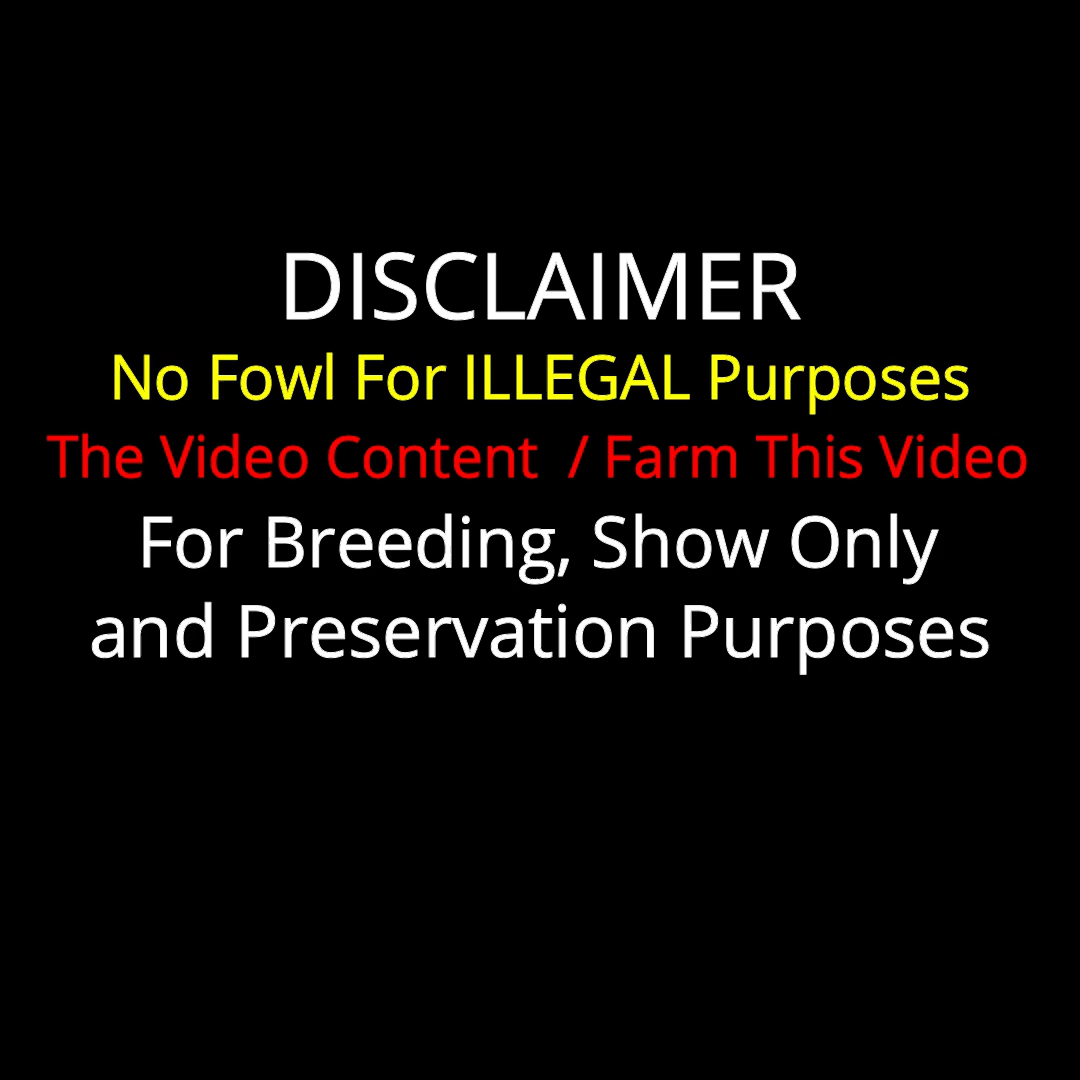 DISCLAIMER
No Fowl For ILLEGAL Purposes
The Video Content / Farm This Video
For Breeding, Show Only
and Preservation Purposes